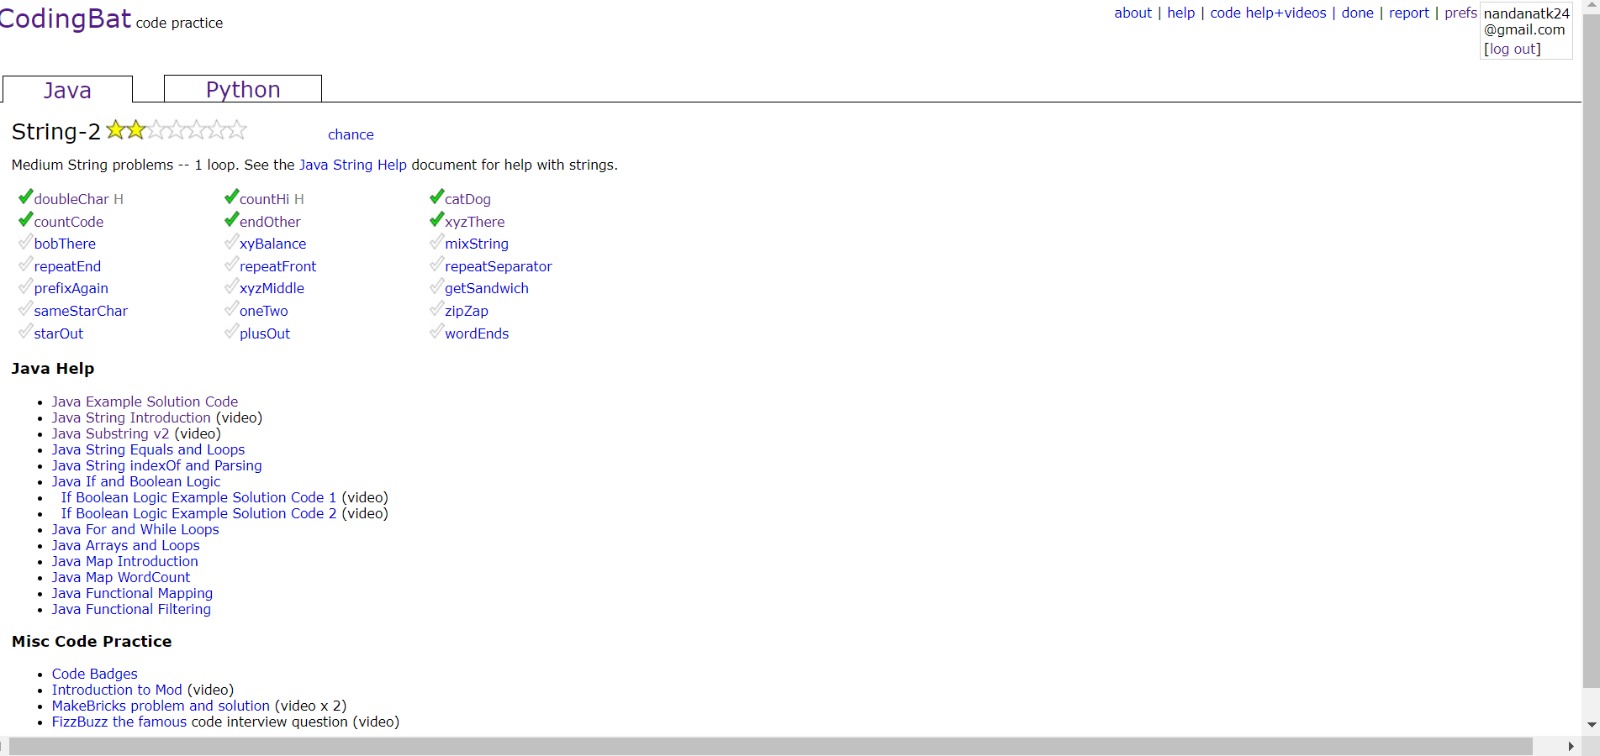 CodingBat code practice
about | help | code help+videos | done | report | prefs
nandanatk24
@gmail.com
[log out]
Java
Python
String-2
chance
Medium String problems -- 1 loop. See the Java String Help document for help with strings.
doubleChar H countHi H catDog
countCode endOther xyzThere
bobThere xyBalance mixString
repeatEnd repeatFront repeatSeparator
prefixAgain xyzMiddle getSandwich
sameStarChar oneTwo zipZap
starOut plusOut wordEnds
Java Help
Java Example Solution Code
Java String Introduction (video)
Java Substring v2 (video)
Java String Equals and Loops
Java String indexOf and Parsing
Java If and Boolean Logic
If Boolean Logic Example Solution Code 1 (video)
If Boolean Logic Example Solution Code 2 (video)
Java For and While Loops
Java Arrays and Loops
Java Map Introduction
Java Map WordCount
Java Functional Mapping
Java Functional Filtering
Misc Code Practice
Code Badges
Introduction to Mod (video)
MakeBricks problem and solution (video x 2)
FizzBuzz the famous code interview question (video)